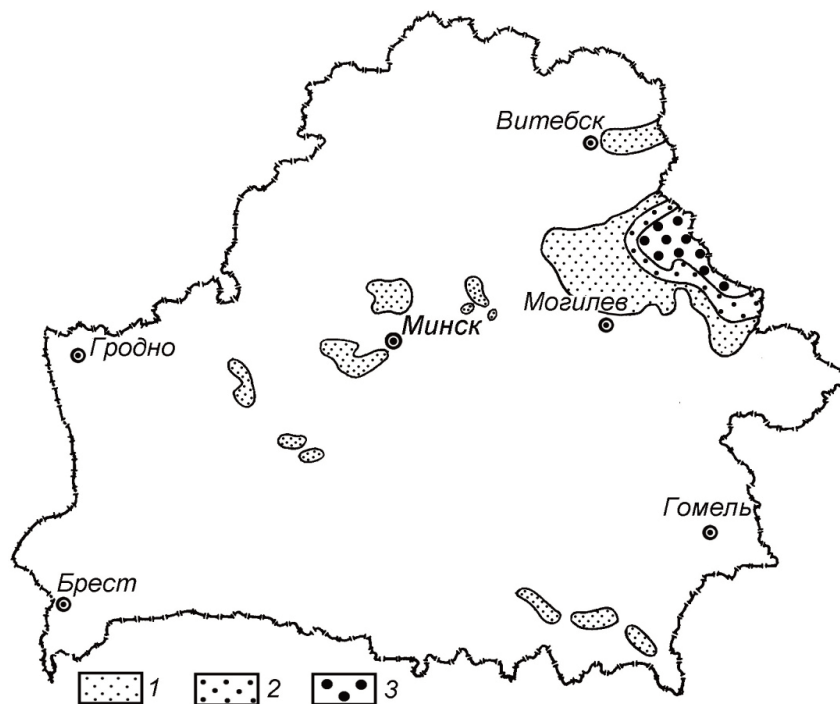 Витебск
Могилев
Минск
Гродно
Гомель
Брест
1
2
3